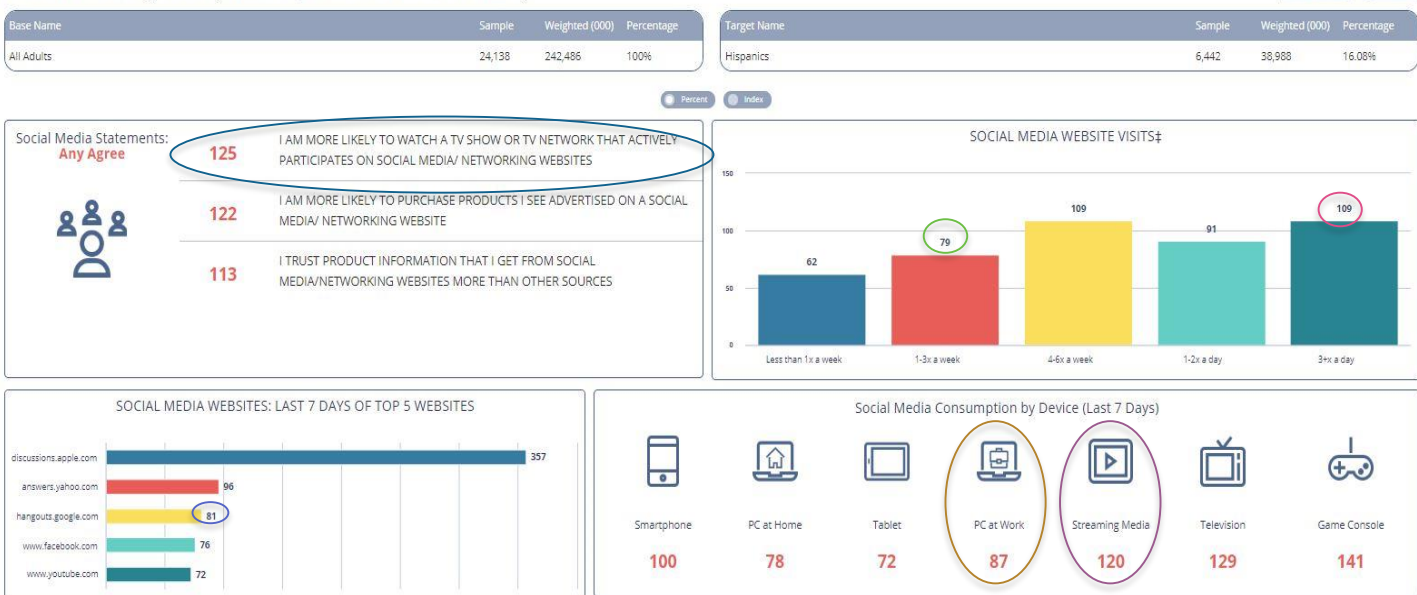 Base Name Sample Weighted (000) Percentage
All Adults 24,138 242,486 100%
Target Name Sample Weighted (000) Percentage
Hispanics 6,442 38,988 16.08%
Percent Index
Social Media Statements:
Any Agree
125 I AM MORE LIKELY TO WATCH A TV SHOW OR TV NETWORK THAT ACTIVELY
PARTICIPATES ON SOCIAL MEDIA/ NETWORKING WEBSITES
122 I AM MORE LIKELY TO PURCHASE PRODUCTS I SEE ADVERTISED ON A SOCIAL
MEDIA/ NETWORKING WEBSITE
113 I TRUST PRODUCT INFORMATION THAT I GET FROM SOCIAL
MEDIA/NETWORKING WEBSITES MORE THAN OTHER SOURCES
SOCIAL MEDIA WEBSITE VISITS‡
150
100
50
0
62 79 109 91 109
Less than 1x a week 1-3x a week 4-6x a week 1-2x a day 3+x a day
SOCIAL MEDIA WEBSITES: LAST 7 DAYS OF TOP 5 WEBSITES
discussions.apple.com 357
answers.yahoo.com 96
hangouts.google.com 81
www.facebook.com 76
www.youtube.com 72
Social Media Consumption by Device (Last 7 Days)
Smartphone PC at Home Tablet PC at Work Streaming Media Television Game Console
100 78 72 87 120 129 141